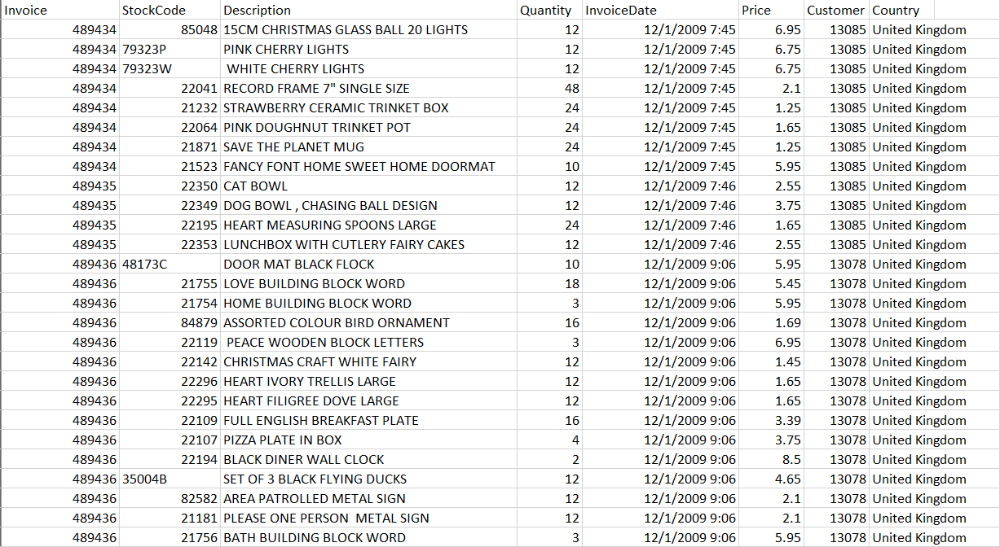 Invoice StockCode Description Quantity InvoiceDate Price Customer Country
489434 85048 15CM CHRISTMAS GLASS BALL 20 LIGHTS 12 12/1/2009 7:45 6.95 13085 United Kingdom
489434 79323P PINK CHERRY LIGHTS 12 12/1/2009 7:45 6.75 13085 United Kingdom
489434 79323W WHITE CHERRY LIGHTS 12 12/1/2009 7:45 6.75 13085 United Kingdom
489434 22041 RECORD FRAME 7" SINGLE SIZE 48 12/1/2009 7:45 2.1 13085 United Kingdom
489434 21232 STRAWBERRY CERAMIC TRINKET BOX 24 12/1/2009 7:45 1.25 13085 United Kingdom
489434 22064 PINK DOUGHNUT TRINKET POT 24 12/1/2009 7:45 1.65 13085 United Kingdom
489434 21871 SAVE THE PLANET MUG 24 12/1/2009 7:45 1.25 13085 United Kingdom
489434 21523 FANCY FONT HOME SWEET HOME DOORMAT 10 12/1/2009 7:45 5.95 13085 United Kingdom
489435 22350 CAT BOWL 12 12/1/2009 7:46 2.55 13085 United Kingdom
489435 22349 DOG BOWL , CHASING BALL DESIGN 12 12/1/2009 7:46 3.75 13085 United Kingdom
489435 22195 HEART MEASURING SPOONS LARGE 24 12/1/2009 7:46 1.65 13085 United Kingdom
489435 22353 LUNCHBOX WITH CUTLERY FAIRY CAKES 12 12/1/2009 7:46 2.55 13085 United Kingdom
489436 48173C DOOR MAT BLACK FLOCK 10 12/1/2009 9:06 5.95 13078 United Kingdom
489436 21755 LOVE BUILDING BLOCK WORD 18 12/1/2009 9:06 5.45 13078 United Kingdom
489436 21754 HOME BUILDING BLOCK WORD 3 12/1/2009 9:06 5.95 13078 United Kingdom
489436 84879 ASSORTED COLOUR BIRD ORNAMENT 16 12/1/2009 9:06 1.69 13078 United Kingdom
489436 22119 PEACE WOODEN BLOCK LETTERS 3 12/1/2009 9:06 6.95 13078 United Kingdom
489436 22142 CHRISTMAS CRAFT WHITE FAIRY 12 12/1/2009 9:06 1.45 13078 United Kingdom
489436 22296 HEART IVORY TRELLIS LARGE 12 12/1/2009 9:06 1.65 13078 United Kingdom
489436 22295 HEART FILIGREE DOVE LARGE 12 12/1/2009 9:06 1.65 13078 United Kingdom
489436 22109 FULL ENGLISH BREAKFAST PLATE 16 12/1/2009 9:06 3.39 13078 United Kingdom
489436 22107 PIZZA PLATE IN BOX 4 12/1/2009 9:06 3.75 13078 United Kingdom
489436 22194 BLACK DINER WALL CLOCK 2 12/1/2009 9:06 8.5 13078 United Kingdom
489436 35004B SET OF 3 BLACK FLYING DUCKS 12 12/1/2009 9:06 4.65 13078 United Kingdom
489436 82582 AREA PATROLLED METAL SIGN 12 12/1/2009 9:06 2.1 13078 United Kingdom
489436 21181 PLEASE ONE PERSON  METAL SIGN 12 12/1/2009 9:06 2.1 13078 United Kingdom
489436 21756 BATH BUILDING BLOCK WORD 3 12/1/2009 9:06 5.95 13078 United Kingdom